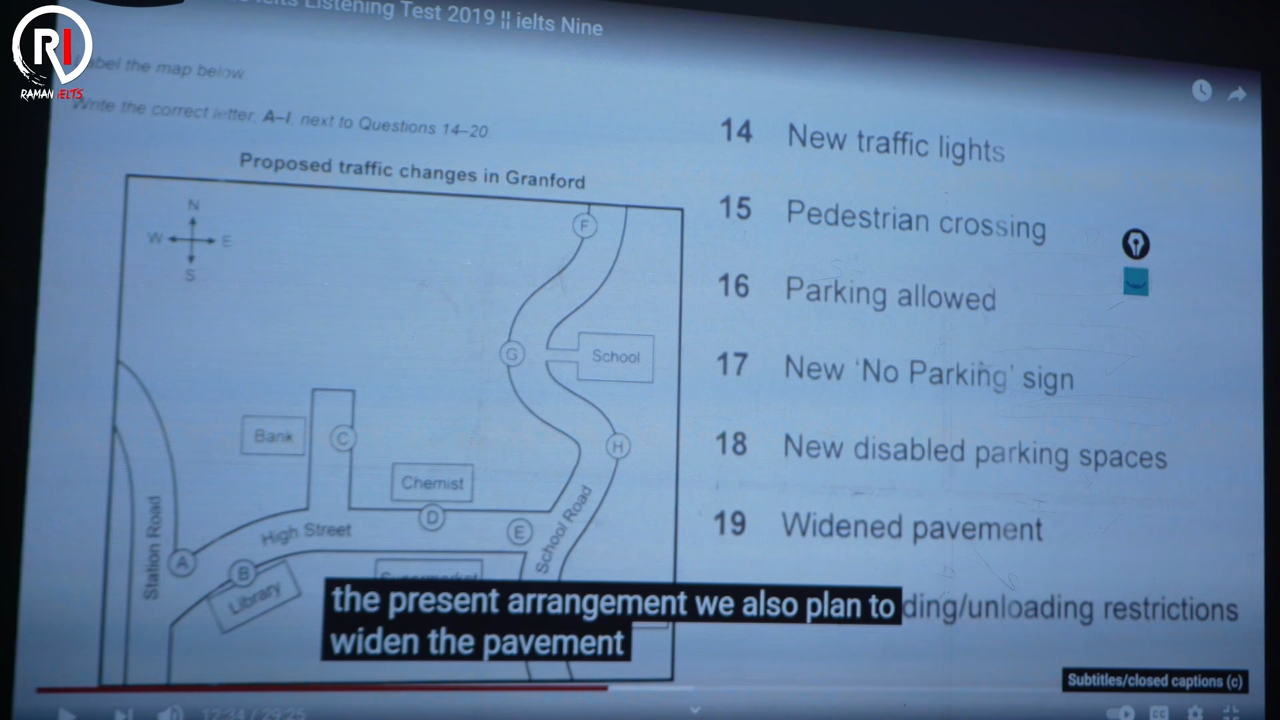 Listening Test 2019 || ielts Nine
RI
RAMAN IELTS
the map below
Write the correct letter, A–I, next to Questions 14–20
Proposed traffic changes in Granford
N
W E
S
F
G
School
Bank
C
H
Chemist
D
E
High Street
School Road
Station Road
A
B
Library
14 New traffic lights
15 Pedestrian crossing
16 Parking allowed
17 New 'No Parking' sign
18 New disabled parking spaces
19 Widened pavement
ding/unloading restrictions
the present arrangement we also plan to
widen the pavement
Subtitles/closed captions (c)
12:34 / 29:25